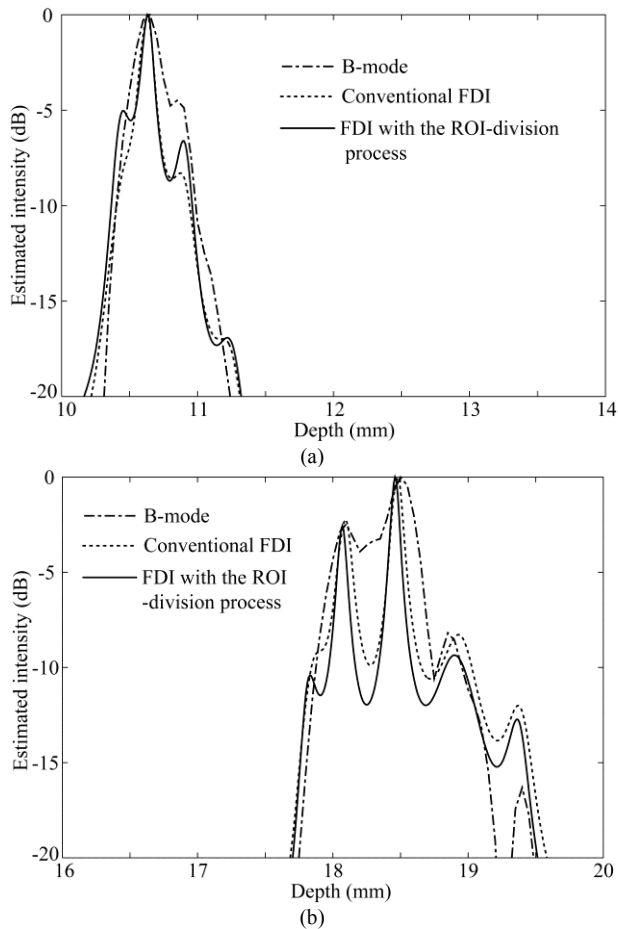 0
-5
-10
-15
-20
Estimated intensity (dB)
B-mode
Conventional FDI
FDI with the ROI-division
process
10
11
12
13
14
Depth (mm)
(a)
0
-5
-10
-15
-20
Estimated intensity (dB)
B-mode
Conventional FDI
FDI with the ROI
-division process
16
17
18
19
20
Depth (mm)
(b)